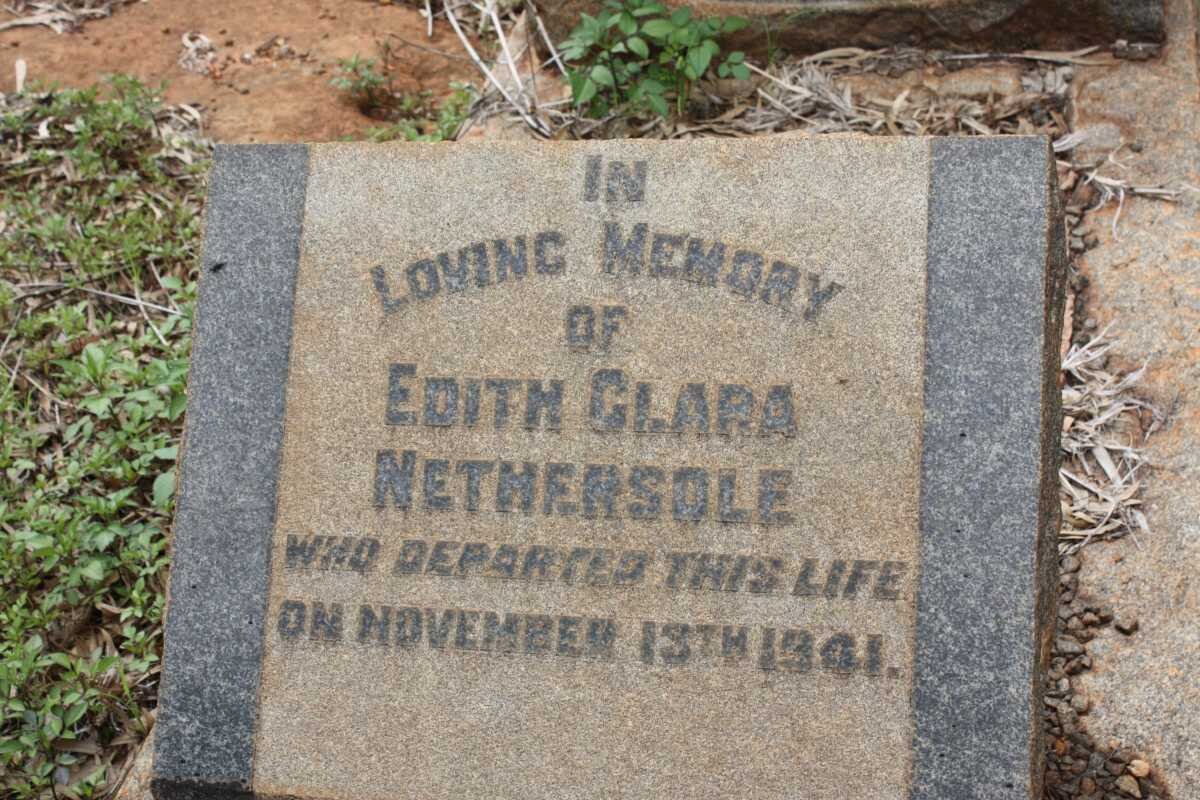 IN
LOVING MEMORY
OF
EDITH CLARA
NETHERSOLE
WHO DEPARTED THIS LIFE
ON NOVEMBER 13TH 1941.